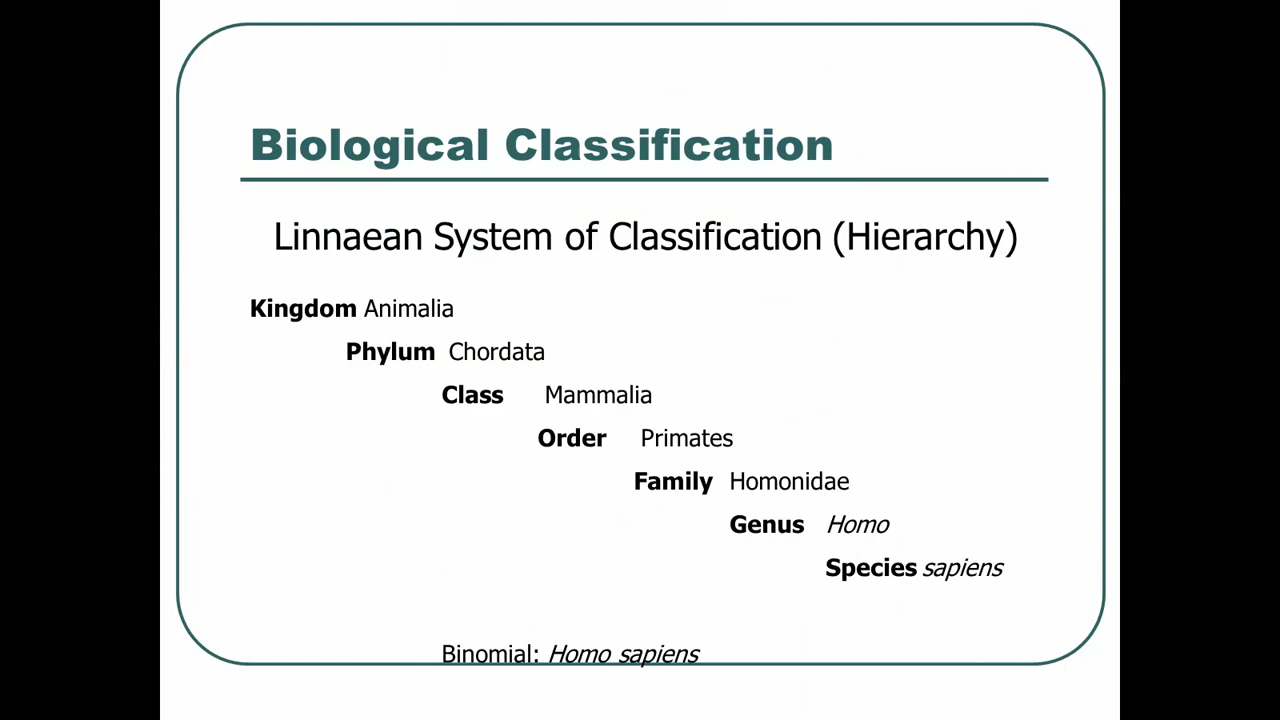 Biological Classification
Linnaean System of Classification (Hierarchy)
Kingdom Animalia
Phylum Chordata
Class Mammalia
Order Primates
Family Homonidae
Genus Homo
Species sapiens
Binomial: Homo sapiens